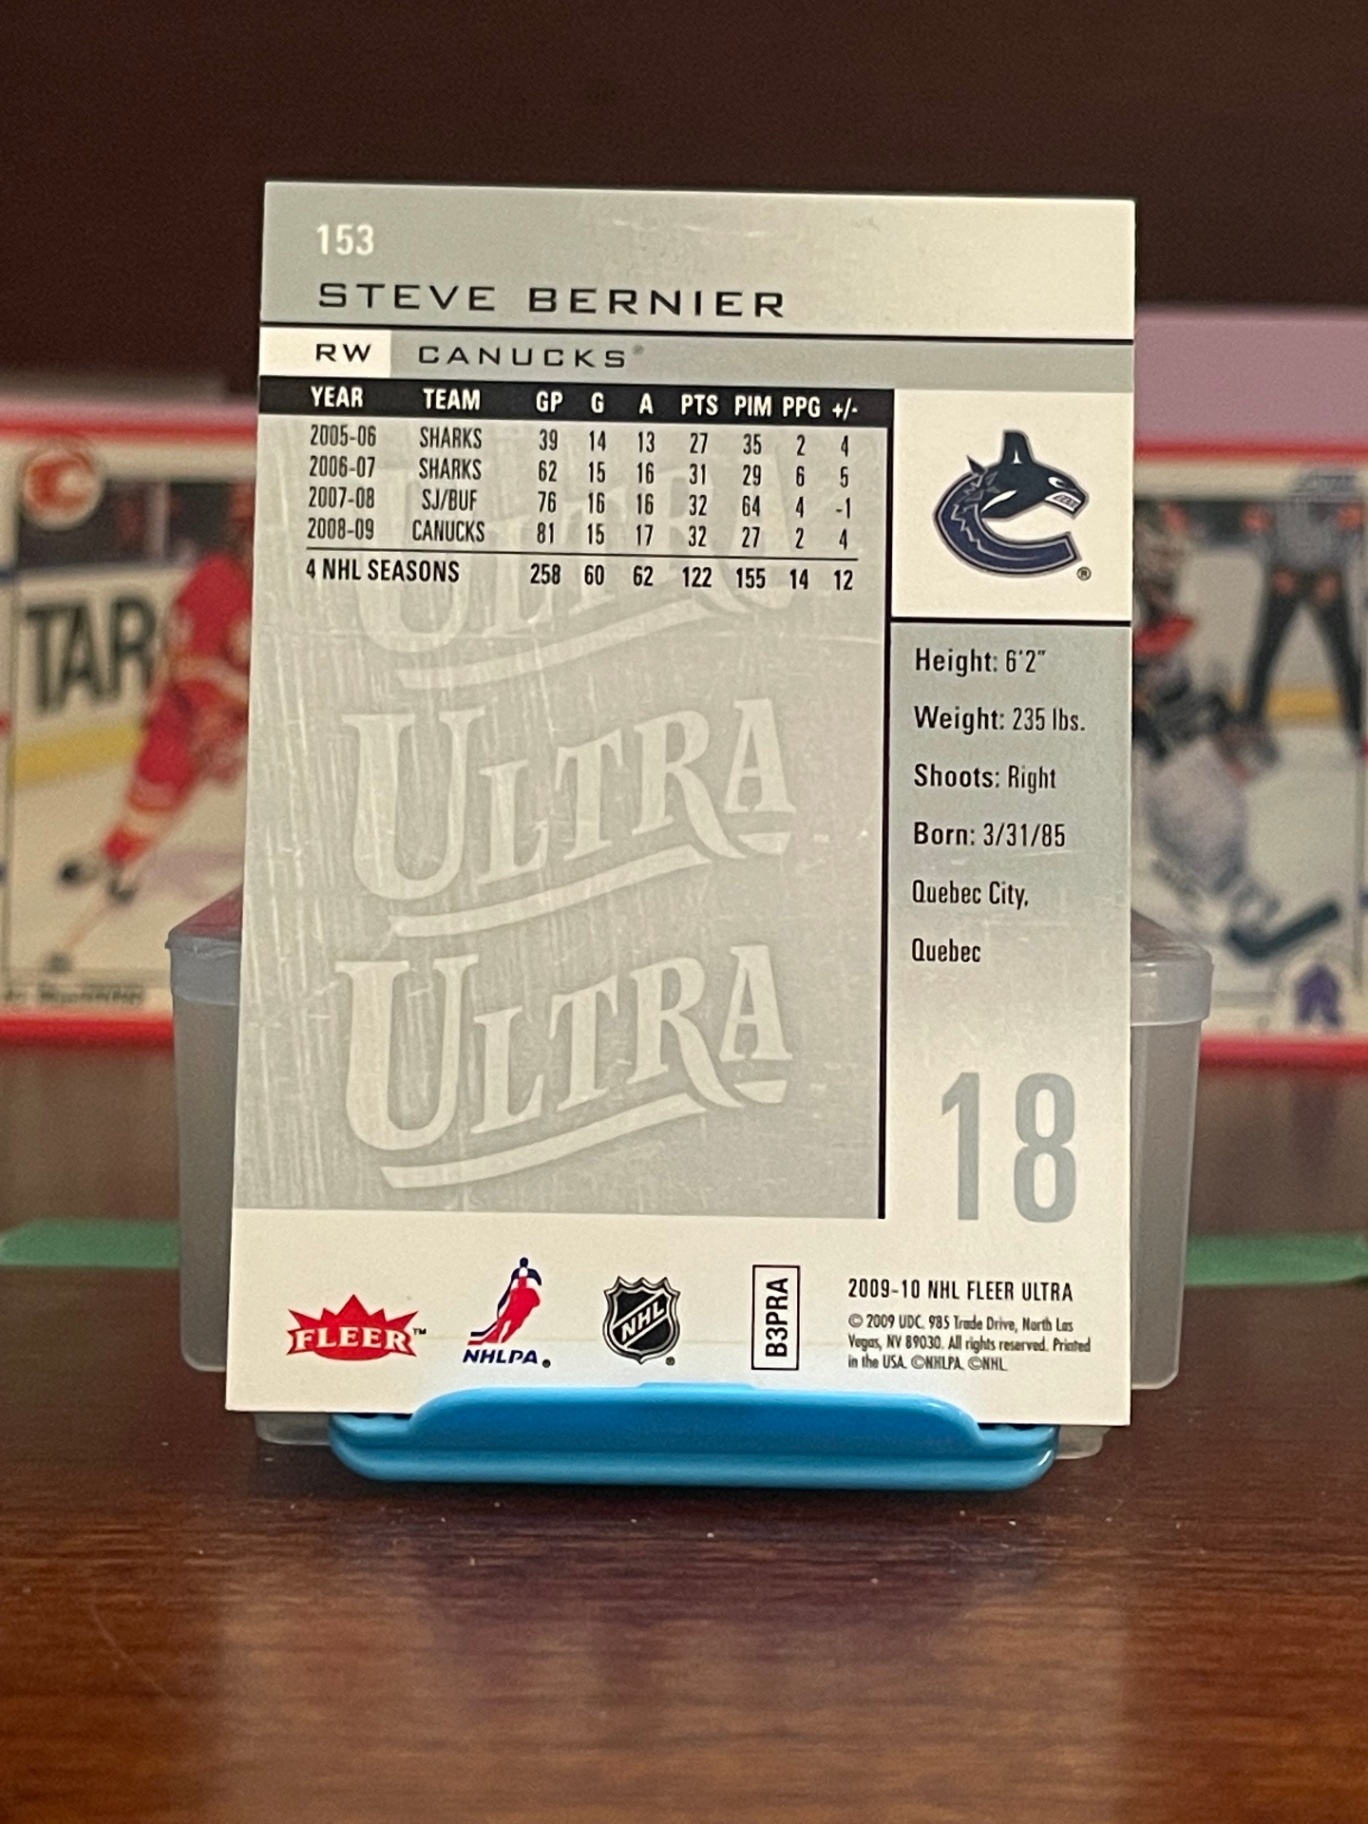 153
STEVE BERNIER
RW CANUCKS®
YEAR TEAM GP G A PTS PIM PPG +/-
2005-06 SHARKS 39 14 13 27 35 2 4
2006-07 SHARKS 62 15 16 31 29 6 5
2007-08 SJ/BUF 76 16 16 32 64 4 -1
2008-09 CANUCKS 81 15 17 32 27 2 4
4 NHL SEASONS 258 60 62 122 155 14 12
ULTRA
ULTRA
ULTRA
®
Height: 6'2"
Weight: 235 lbs.
Shoots: Right
Born: 3/31/85
Quebec City,
Quebec
18
FLEER™
NHLPA®
NHL®
B3PRA
2009-10 NHL FLEER ULTRA
© 2009 UDC. 985 Trade Drive, North Las
Vegas, NV 89030. All rights reserved. Printed
in the USA. ©NHLPA. ©NHL
TAR